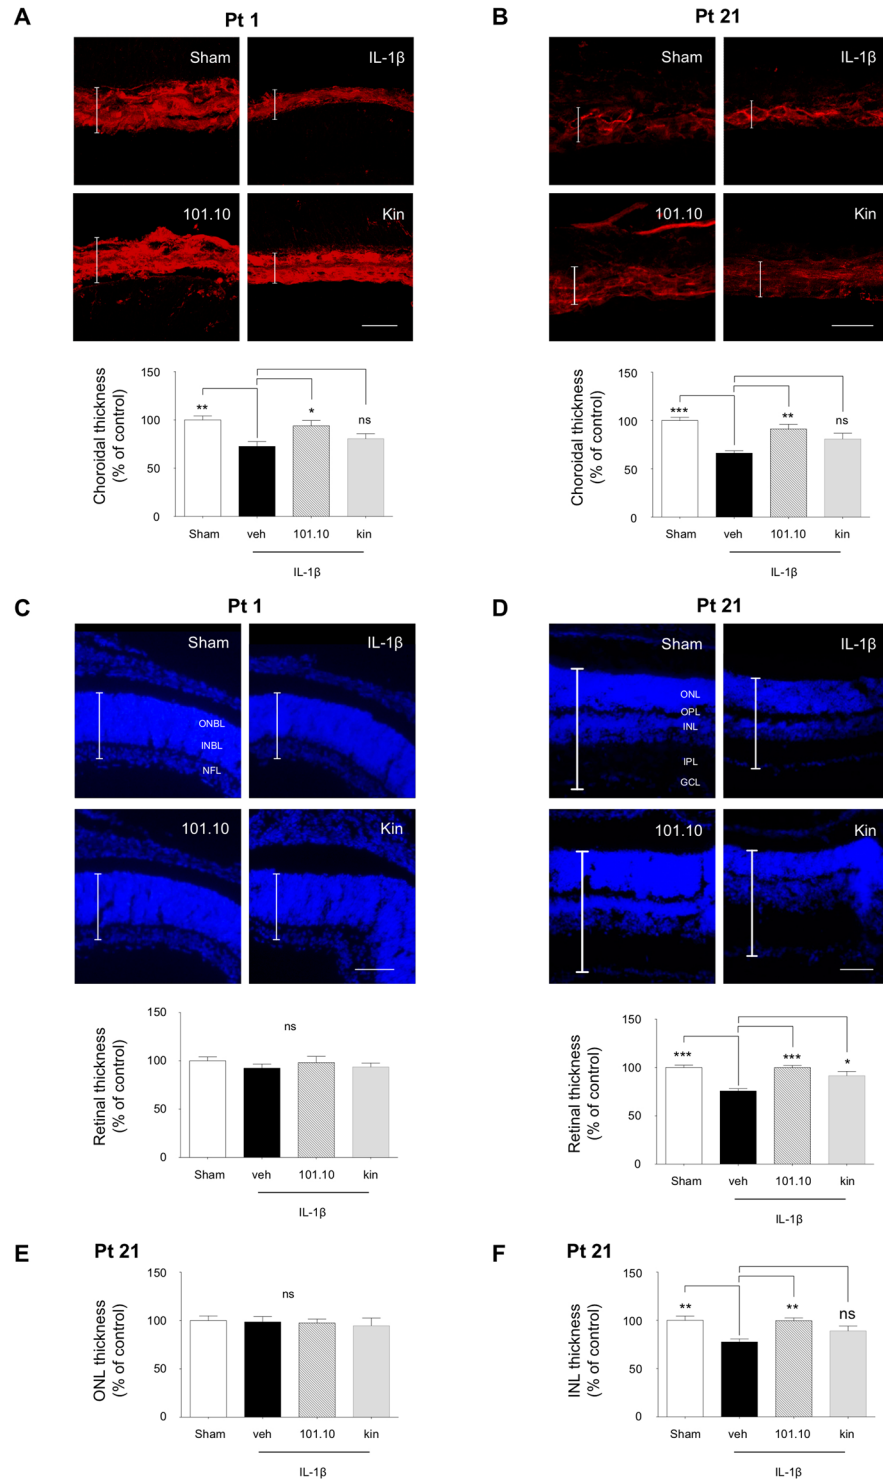 A
Pt 1
Sham
IL-1β
101.10
Kin
Choroidal thickness
(% of control)
150
100
50
0
**
*
ns
Sham
veh
101.10
kin
IL-1β
B
Pt 21
Sham
IL-1β
101.10
Kin
Choroidal thickness
(% of control)
150
100
50
0
***
**
ns
Sham
veh
101.10
kin
IL-1β
C
Pt 1
Sham
ONBL
INBL
NFL
IL-1β
101.10
Kin
Retinal thickness
(% of control)
150
100
50
0
ns
Sham
veh
101.10
kin
IL-1β
D
Pt 21
Sham
ONL
OPL
INL
IPL
GCL
IL-1β
101.10
Kin
Retinal thickness
(% of control)
150
100
50
0
***
***
*
Sham
veh
101.10
kin
IL-1β
E
Pt 21
ONL thickness
(% of control)
150
100
50
0
ns
Sham
veh
101.10
kin
IL-1β
F
Pt 21
INL thickness
(% of control)
150
100
50
0
**
**
ns
Sham
veh
101.10
kin
IL-1β